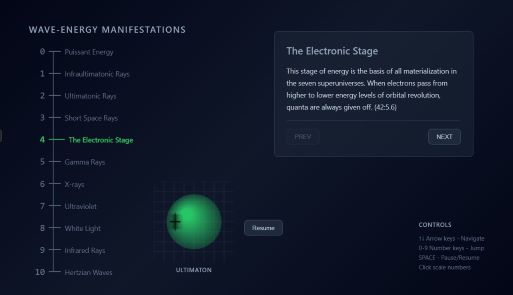 WAVE-ENERGY MANIFESTATIONS
0 Puissant Energy
1 Infraultimatonic Rays
2 Ultimatonic Rays
3 Short Space Rays
4 The Electronic Stage
5 Gamma Rays
6 X-rays
7 Ultraviolet
8 White Light
9 Infrared Rays
10 Hertzian Waves
ULTIMATON
Resume
The Electronic Stage
This stage of energy is the basis of all materialization in
the seven superuniverses. When electrons pass from
higher to lower energy levels of orbital revolution,
quanta are always given off. (42:5.6)
PREV
NEXT
CONTROLS
↑↓ Arrow keys - Navigate
0-9 Number keys - Jump
SPACE - Pause/Resume
Click scale numbers